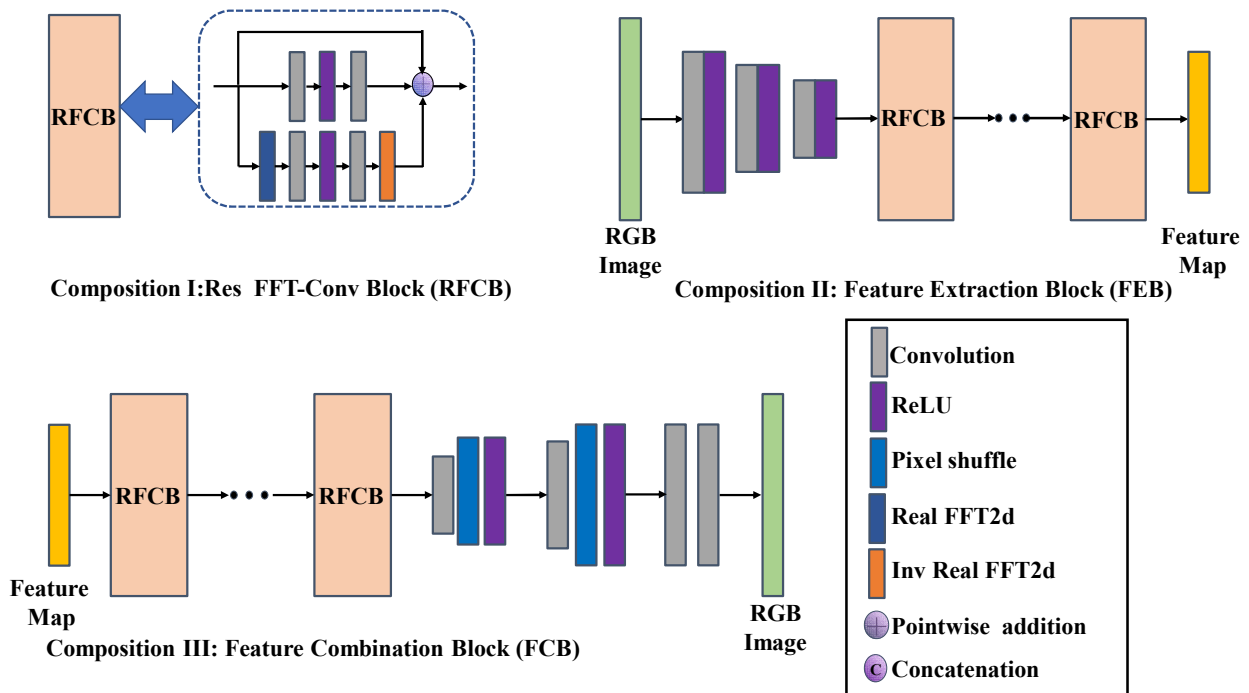 RFCB
Composition I:Res FFT-Conv Block (RFCB)
RGB
Image
RFCB
RFCB
Feature
Map
Composition II: Feature Extraction Block (FEB)
Feature
Map
RFCB
RFCB
RGB
Image
Composition III: Feature Combination Block (FCB)
Convolution
ReLU
Pixel shuffle
Real FFT2d
Inv Real FFT2d
Pointwise addition
C Concatenation